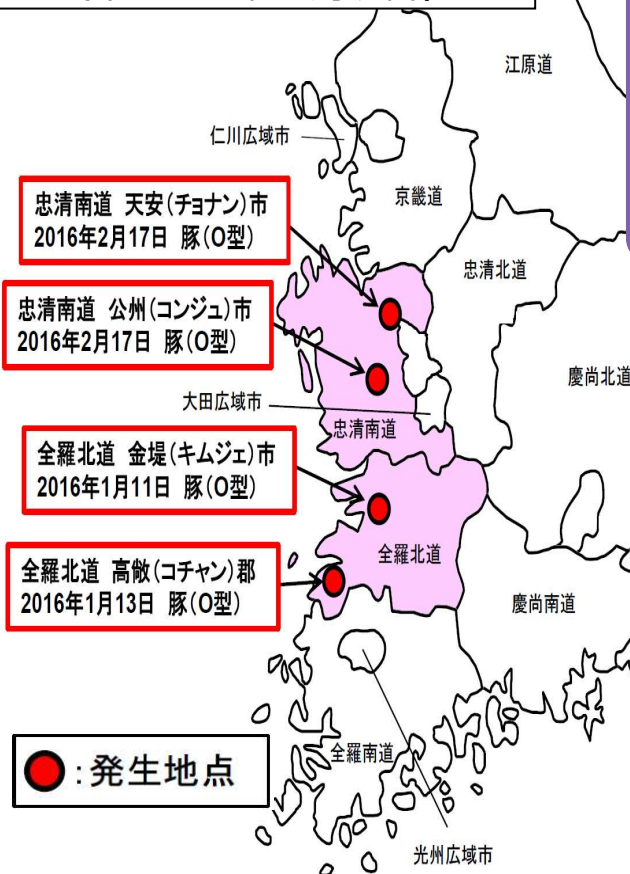 江原道
仁川広域市
京畿道
忠清南道 天安(チョナン)市
2016年2月17日 豚(O型)
忠清北道
忠清南道 公州(コンジュ)市
2016年2月17日 豚(O型)
慶尚北道
大田広域市
忠清南道
全羅北道 金堤(キムジェ)市
2016年1月11日 豚(O型)
全羅北道
全羅北道 高敞(コチャン)郡
2016年1月13日 豚(O型)
慶尚南道
全羅南道
:発生地点
光州広域市